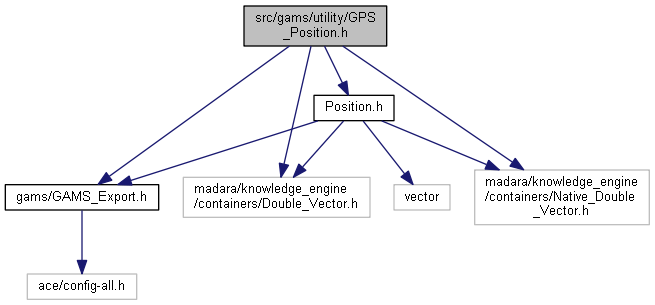 src/gams/utility/GPS
_Position.h
Position.h
gams/GAMS_Export.h
madara/knowledge_engine
/containers/Double_Vector.h
vector
madara/knowledge_engine
/containers/Native_Double
_Vector.h
ace/config-all.h